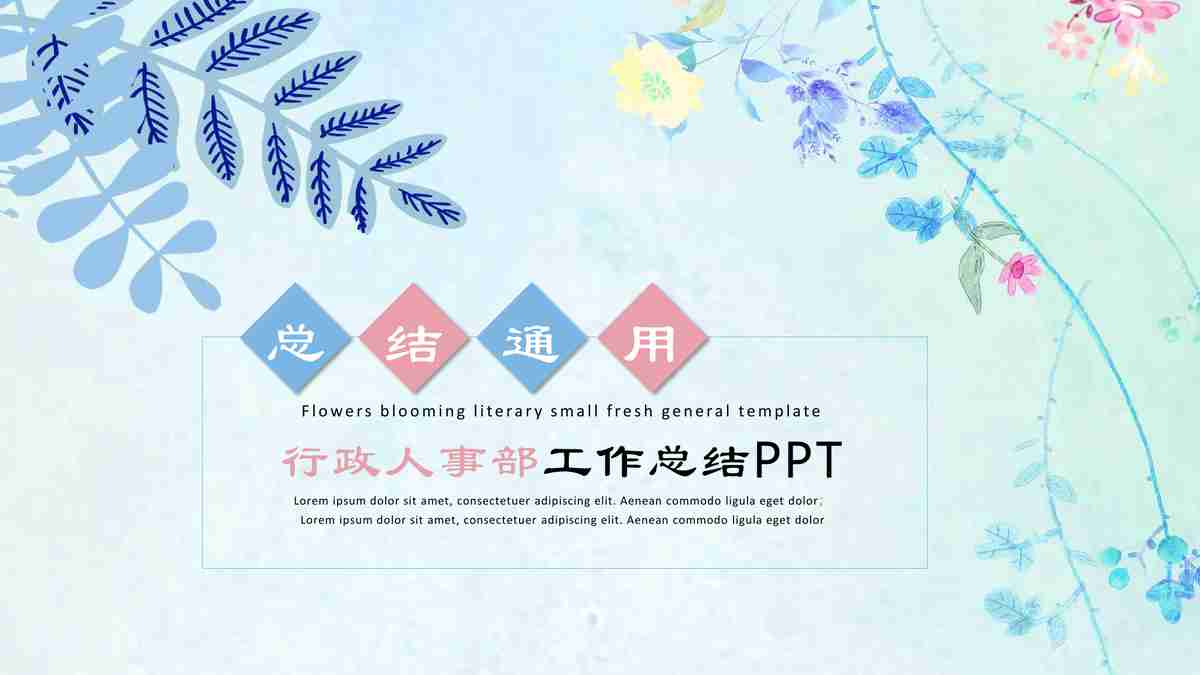 总结通用
Flowers blooming literary small fresh general template
行政人事部工作总结PPT
Lorem ipsum dolor sit amet, consectetuer adipiscing elit. Aenean commodo ligula eget dolor;
Lorem ipsum dolor sit amet, consectetuer adipiscing elit. Aenean commodo ligula eget dolor